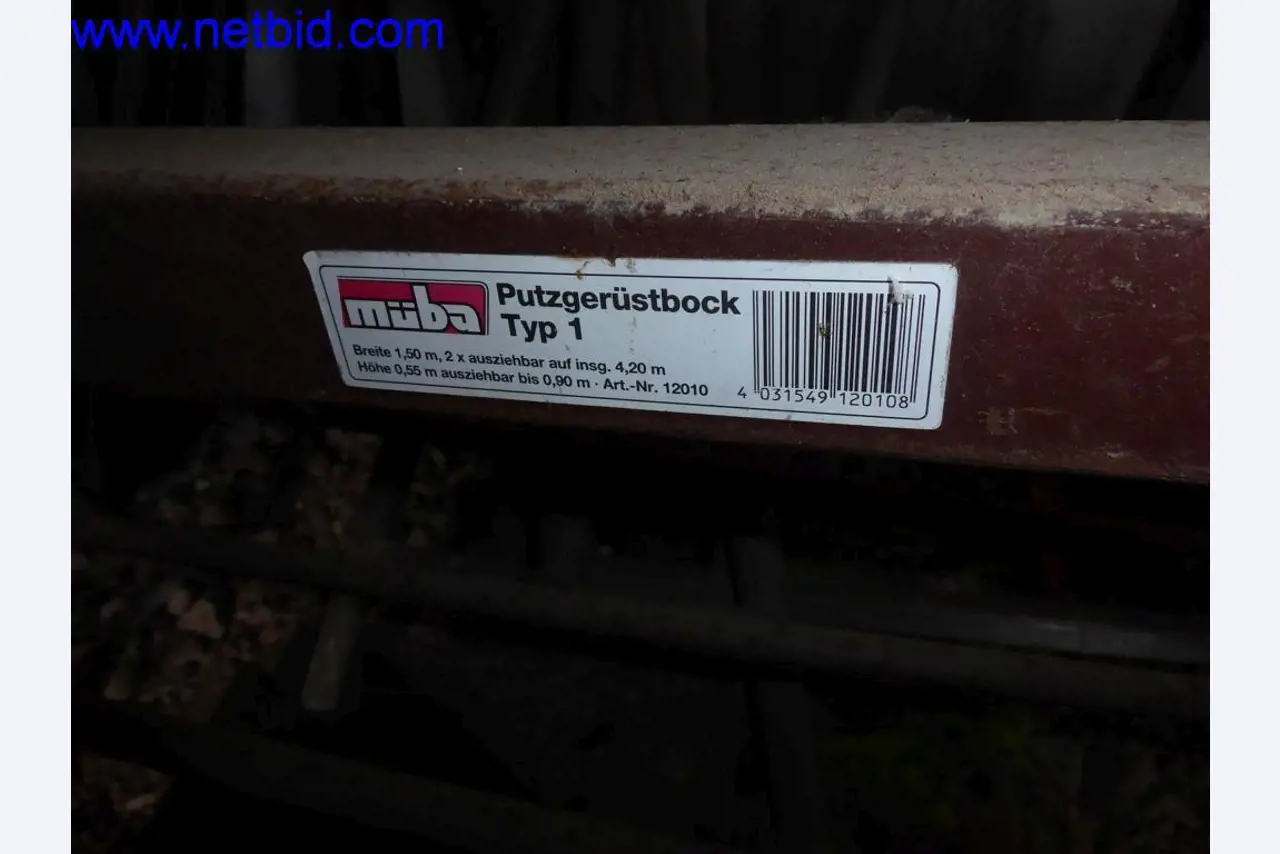 www.netbid.com
müba
Putzgerüstbock
Typ 1
Breite 1,50 m, 2 x ausziehbar auf insg. 4,20 m
Höhe 0,55 m ausziehbar bis 0,90 m · Art.-Nr. 12010
4 031549 120108